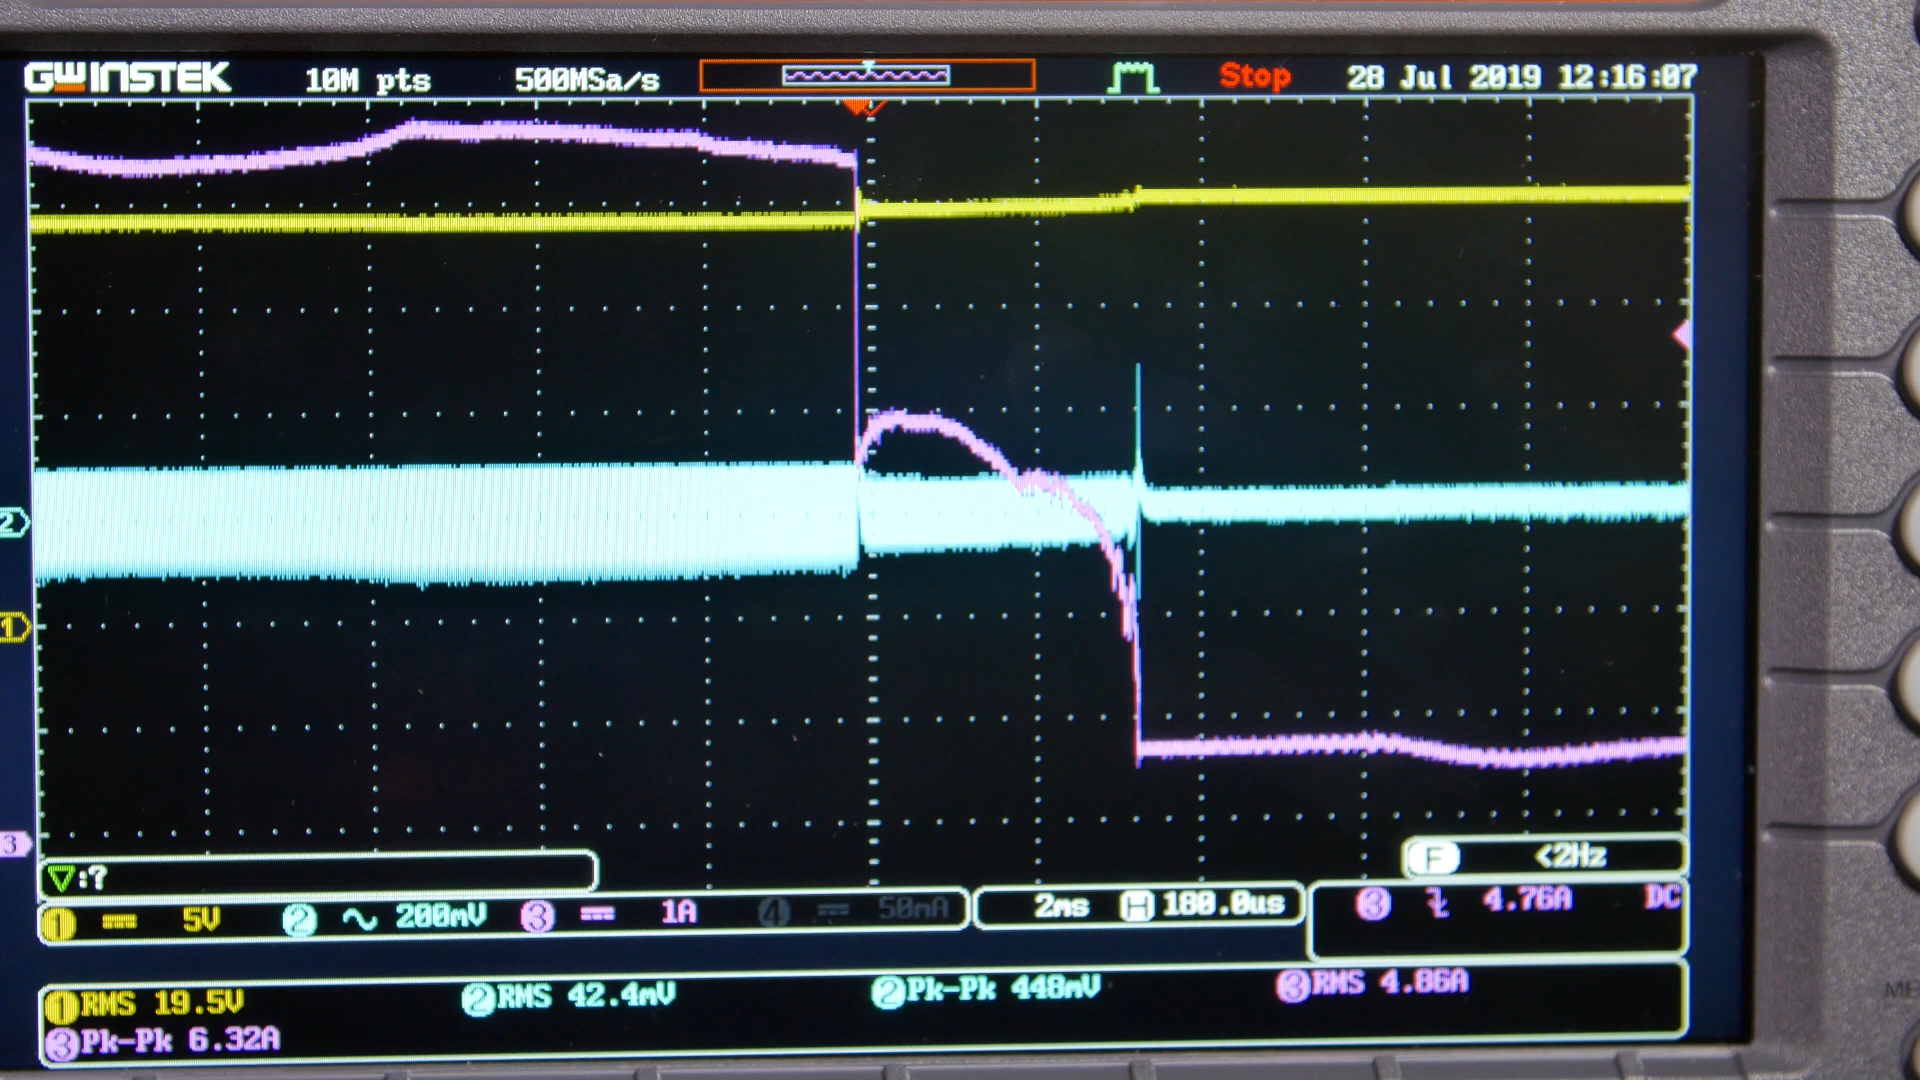 GWINSTEK 10M pts 500MSa/s Stop 28 Jul 2019 12:16:07
2
1
3
:?
F <2Hz
1 5V 2 200mV 3 1A 4 50mA 2ms H 180.0us 3 4.76A DC
1 RMS 19.5V 2 RMS 42.4mV 2 Pk-Pk 448mV 3 RMS 4.86A
3 Pk-Pk 6.32A